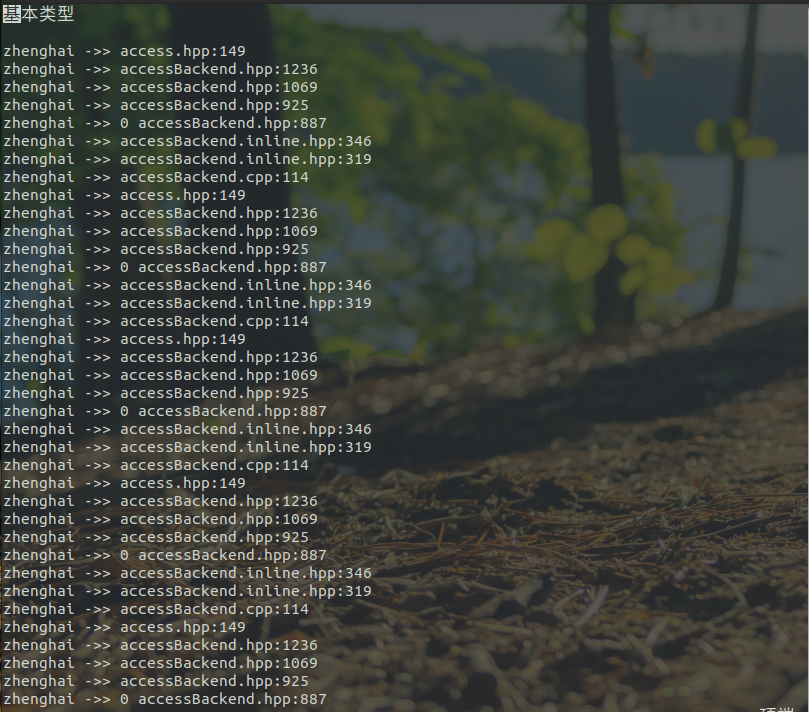 基本类型
zhenghai ->> access.hpp:149
zhenghai ->> accessBackend.hpp:1236
zhenghai ->> accessBackend.hpp:1069
zhenghai ->> accessBackend.hpp:925
zhenghai ->> 0 accessBackend.hpp:887
zhenghai ->> accessBackend.inline.hpp:346
zhenghai ->> accessBackend.inline.hpp:319
zhenghai ->> accessBackend.cpp:114
zhenghai ->> access.hpp:149
zhenghai ->> accessBackend.hpp:1236
zhenghai ->> accessBackend.hpp:1069
zhenghai ->> accessBackend.hpp:925
zhenghai ->> 0 accessBackend.hpp:887
zhenghai ->> accessBackend.inline.hpp:346
zhenghai ->> accessBackend.inline.hpp:319
zhenghai ->> accessBackend.cpp:114
zhenghai ->> access.hpp:149
zhenghai ->> accessBackend.hpp:1236
zhenghai ->> accessBackend.hpp:1069
zhenghai ->> accessBackend.hpp:925
zhenghai ->> 0 accessBackend.hpp:887
zhenghai ->> accessBackend.inline.hpp:346
zhenghai ->> accessBackend.inline.hpp:319
zhenghai ->> accessBackend.cpp:114
zhenghai ->> access.hpp:149
zhenghai ->> accessBackend.hpp:1236
zhenghai ->> accessBackend.hpp:1069
zhenghai ->> accessBackend.hpp:925
zhenghai ->> 0 accessBackend.hpp:887
zhenghai ->> accessBackend.inline.hpp:346
zhenghai ->> accessBackend.inline.hpp:319
zhenghai ->> accessBackend.cpp:114
zhenghai ->> access.hpp:149
zhenghai ->> accessBackend.hpp:1236
zhenghai ->> accessBackend.hpp:1069
zhenghai ->> accessBackend.hpp:925
zhenghai ->> 0 accessBackend.hpp:887